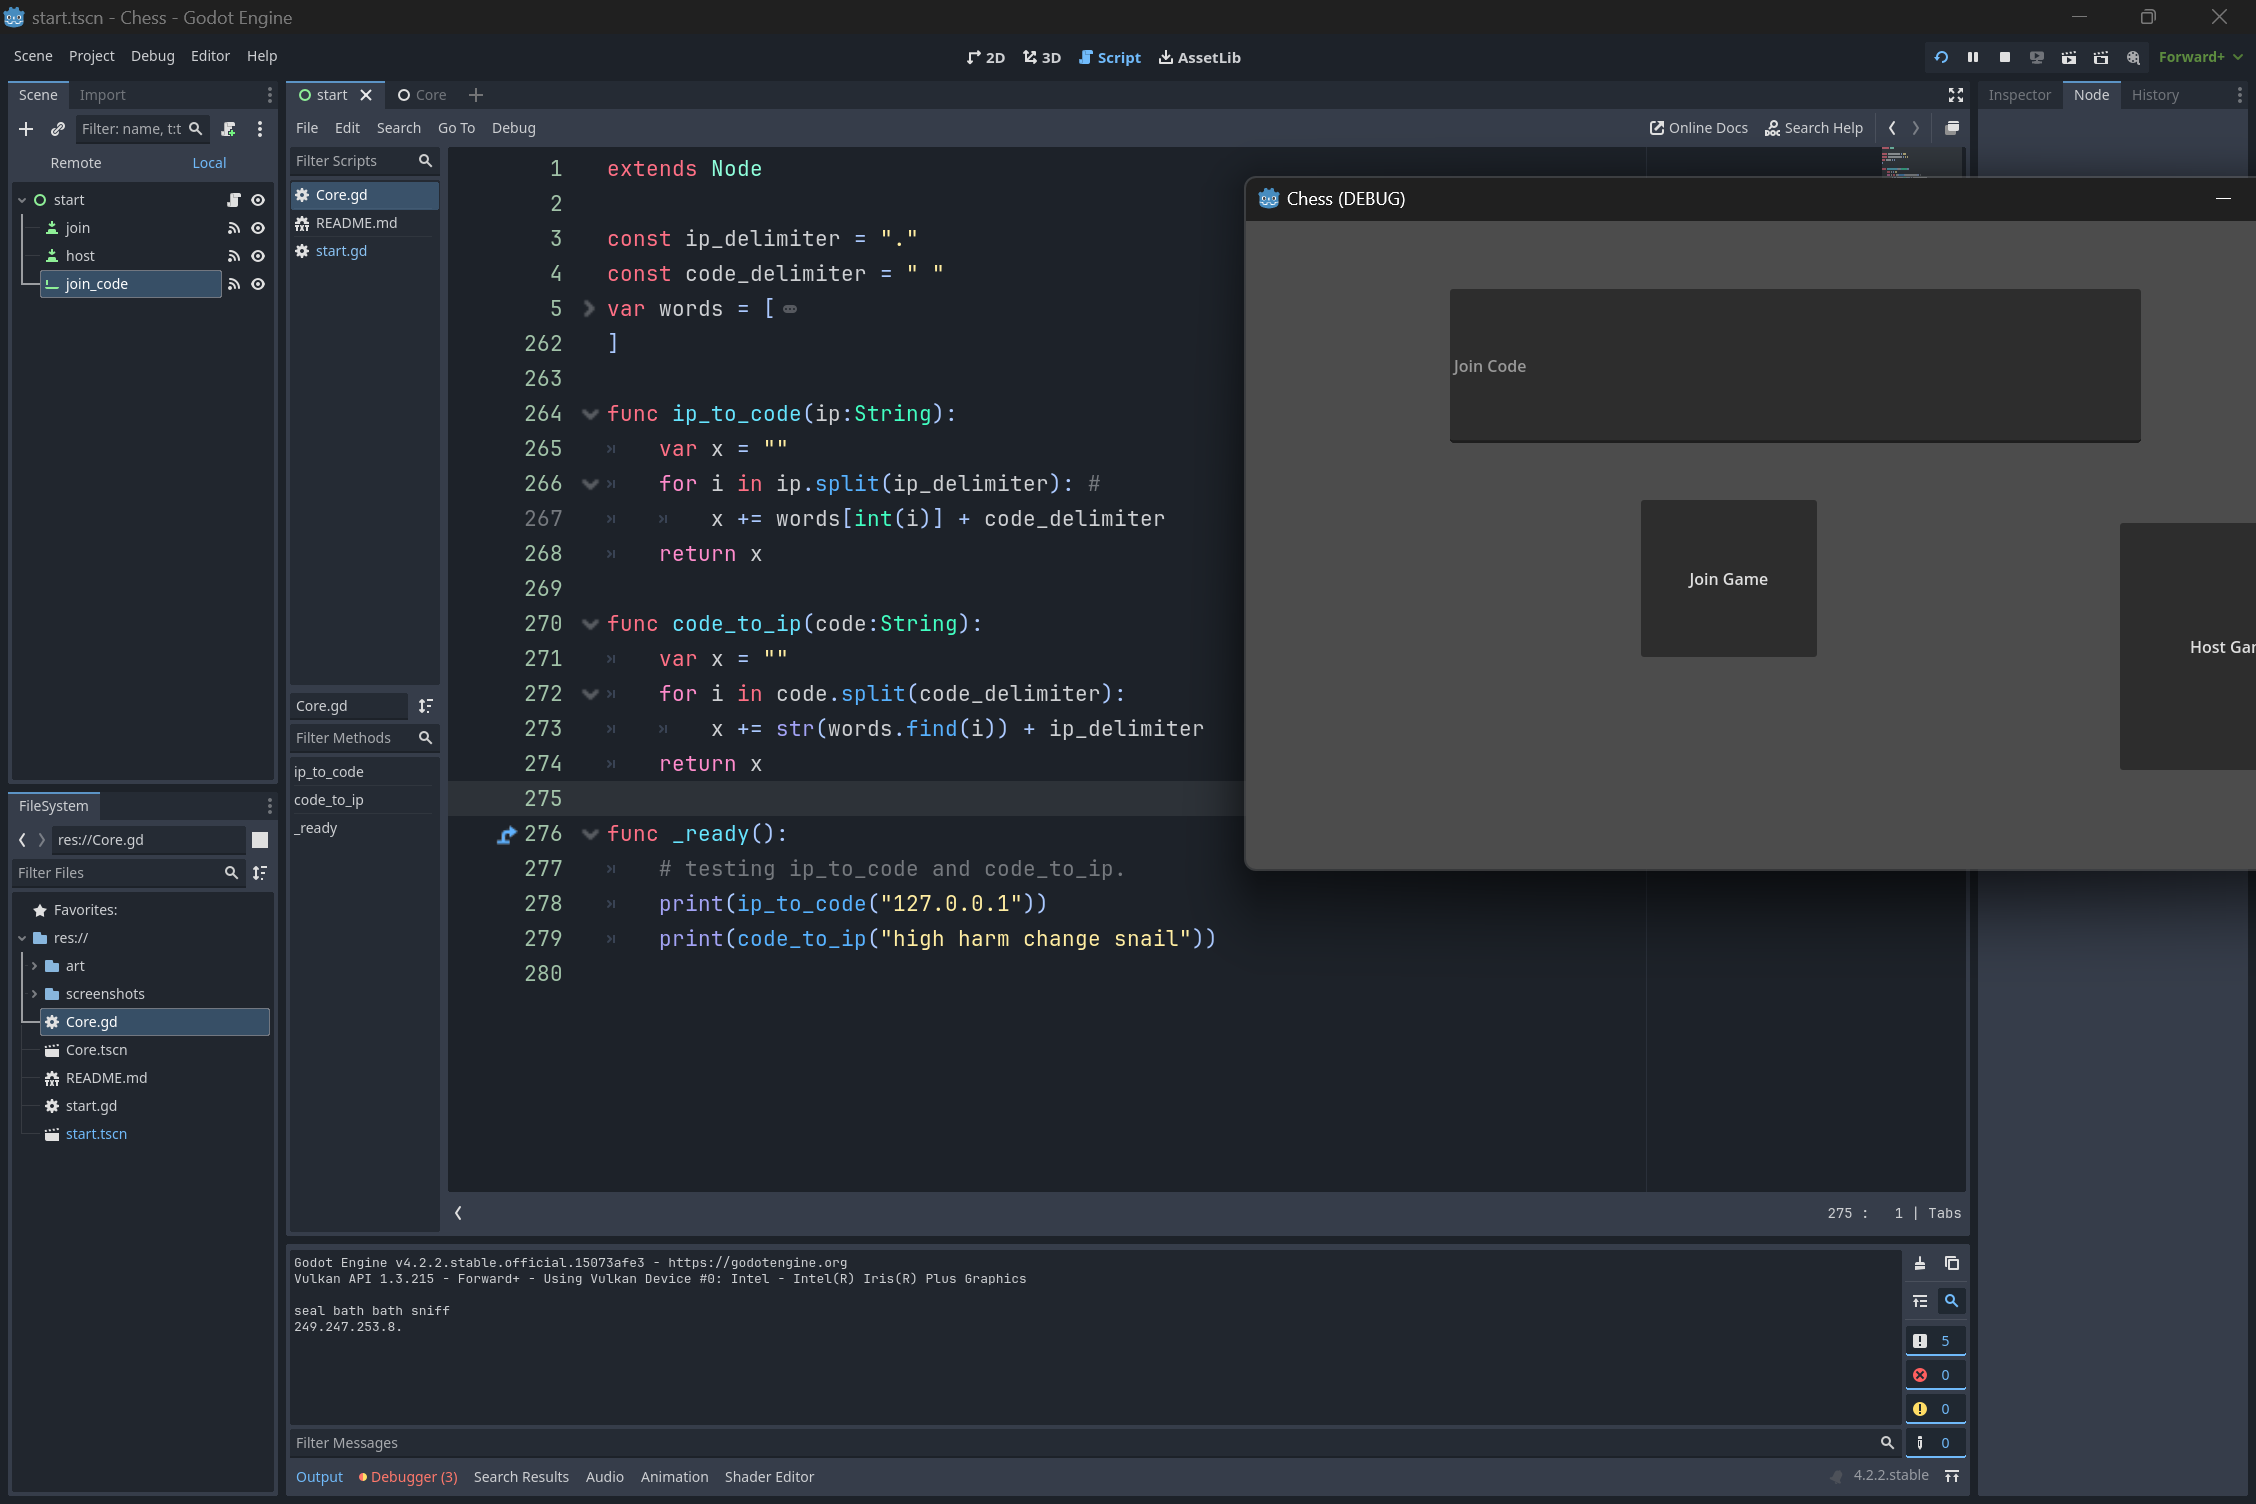 start.tscn - Chess - Godot Engine
Scene Project Debug Editor Help
2D 3D Script AssetLib
Forward+
Scene Import
Filter: name, t:t
Remote Local
start
join
host
join_code
FileSystem
res://Core.gd
Filter Files
Favorites:
res://
art
screenshots
Core.gd
Core.tscn
README.md
start.gd
start.tscn
start Core
File Edit Search Go To Debug
Online Docs Search Help
Filter Scripts
Core.gd
README.md
start.gd
Core.gd
Filter Methods
ip_to_code
code_to_ip
_ready
1 extends Node
2
3 const ip_delimiter = "."
4 const code_delimiter = " "
5 var words = [
262 ]
263
264 func ip_to_code(ip:String):
265 var x = ""
266 for i in ip.split(ip_delimiter): #
267 x += words[int(i)] + code_delimiter
268 return x
269
270 func code_to_ip(code:String):
271 var x = ""
272 for i in code.split(code_delimiter):
273 x += str(words.find(i)) + ip_delimiter
274 return x
275
276 func _ready():
277 # testing ip_to_code and code_to_ip.
278 print(ip_to_code("127.0.0.1"))
279 print(code_to_ip("high harm change snail"))
280
275 : 1 | Tabs
Inspector Node History
Chess (DEBUG)
Join Code
Join Game
Host Gar
Godot Engine v4.2.2.stable.official.15073afe3 - https://godotengine.org
Vulkan API 1.3.215 - Forward+ - Using Vulkan Device #0: Intel - Intel(R) Iris(R) Plus Graphics
seal bath bath sniff
249.247.253.8.
5
0
0
0
Filter Messages
Output Debugger (3) Search Results Audio Animation Shader Editor
4.2.2.stable